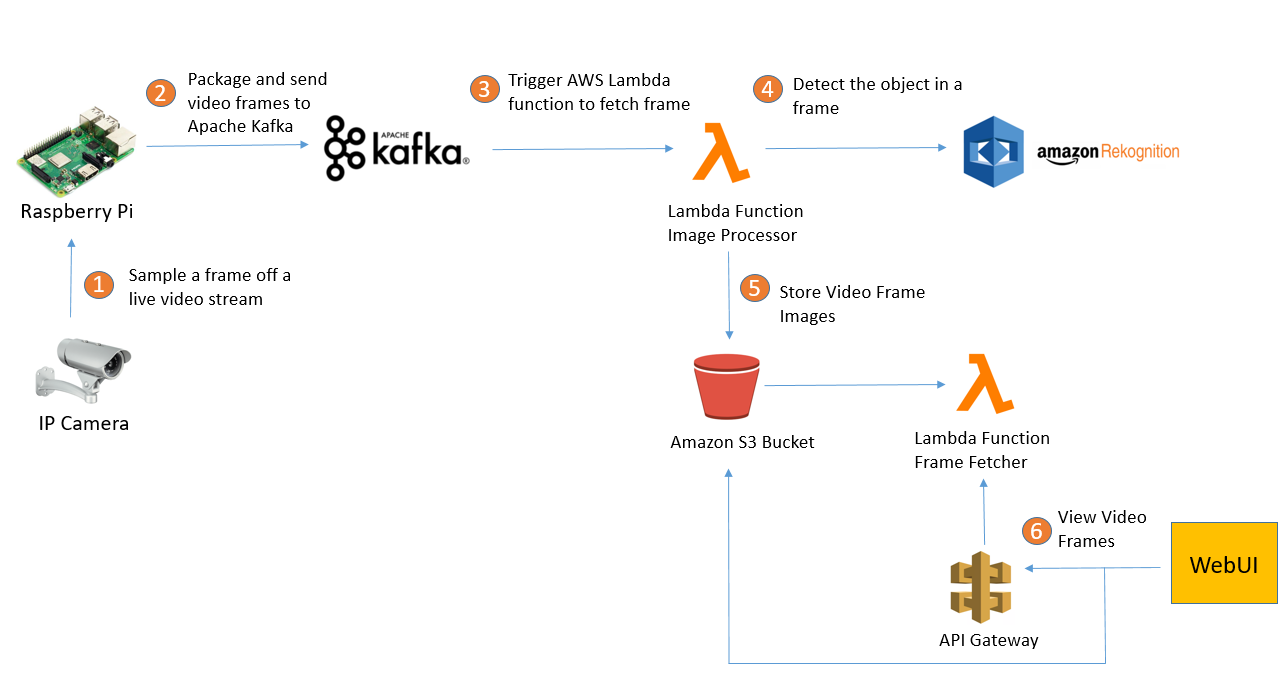 2
Package and send
video frames to
Apache Kafka
3
Trigger AWS Lambda
function to fetch frame
4
Detect the object in a
frame
APACHE
kafka®
amazon Rekognition
Raspberry Pi
Lambda Function
Image Processor
1
Sample a frame off a
live video stream
5
Store Video Frame
Images
IP Camera
Amazon S3 Bucket
Lambda Function
Frame Fetcher
6
View Video
Frames
WebUI
API Gateway